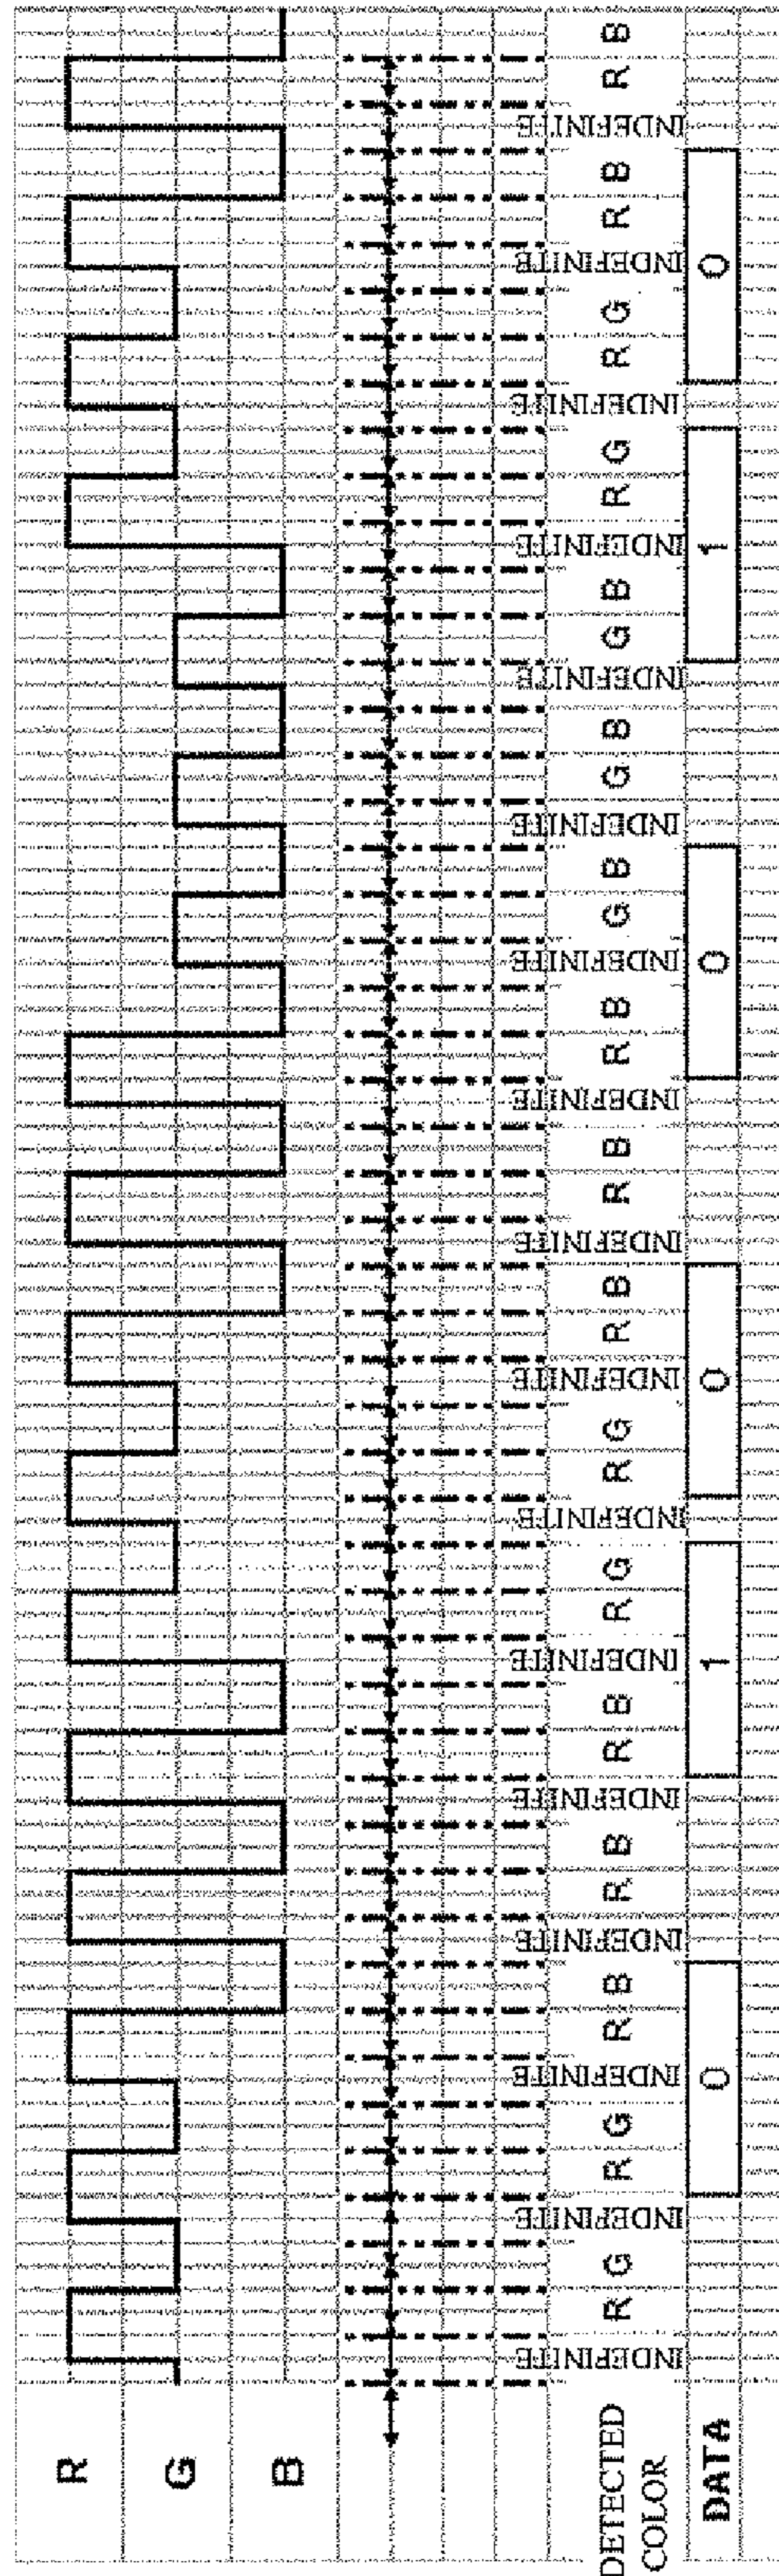 R
G
B
DETECTED COLOR INDEFINITE R G INDEFINITE R G INDEFINITE R B INDEFINITE R B INDEFINITE R B INDEFINITE R G INDEFINITE R G INDEFINITE R B INDEFINITE R B INDEFINITE R B INDEFINITE G B INDEFINITE G B INDEFINITE G B INDEFINITE R G INDEFINITE R G INDEFINITE R B INDEFINITE R B
DATA 0 1 0 0 1 0